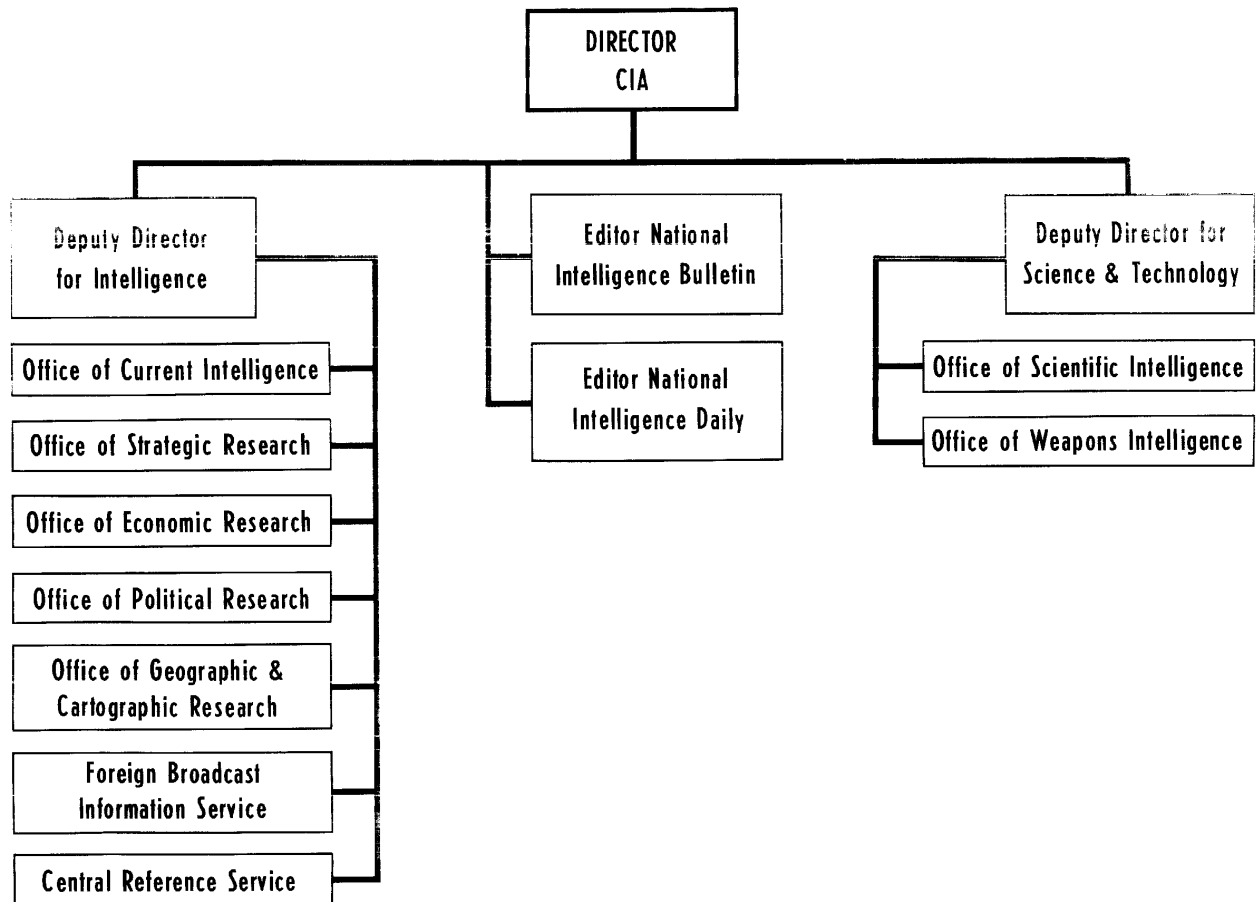 DIRECTOR
CIA
Deputy Director
for Intelligence
Office of Current Intelligence
Office of Strategic Research
Office of Economic Research
Office of Political Research
Office of Geographic &
Cartographic Research
Foreign Broadcast
Information Service
Central Reference Service
Editor National
Intelligence Bulletin
Editor National
Intelligence Daily
Deputy Director for
Science & Technology
Office of Scientific Intelligence
Office of Weapons Intelligence